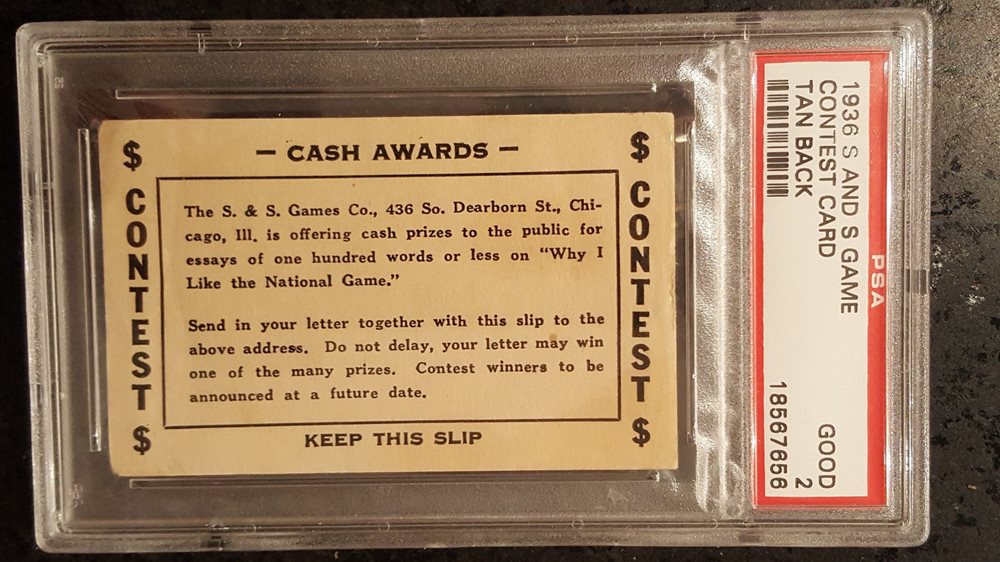 — CASH AWARDS —
$ CONTEST $
The S. & S. Games Co., 436 So. Dearborn St., Chi-
cago, Ill. is offering cash prizes to the public for
essays of one hundred words or less on "Why I
Like the National Game."
Send in your letter together with this slip to the
above address. Do not delay, your letter may win
one of the many prizes. Contest winners to be
announced at a future date.
$ CONTEST $
KEEP THIS SLIP
PSA
1936 S AND S GAME
CONTEST CARD GOOD
TAN BACK 2
18567656